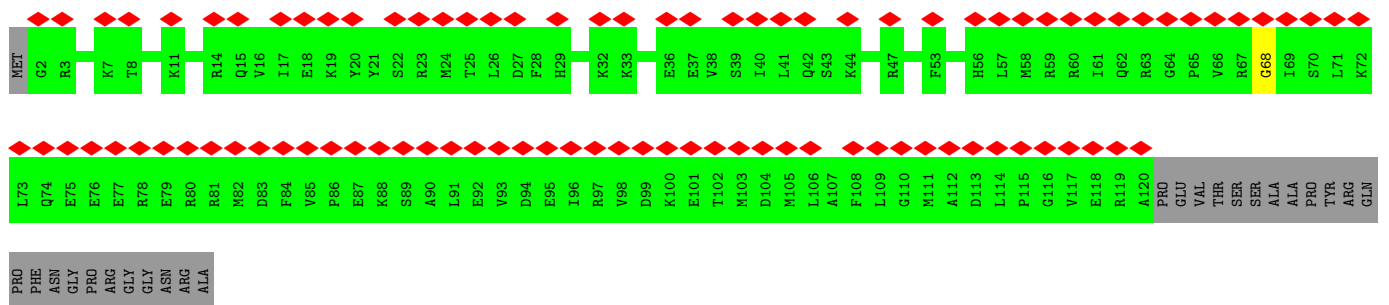 MET G2 R3 K7 T8 K11 R14 Q15 V16 I17 E18 K19 Y20 Y21 S22 R23 M24 T25 L26 D27 F28 H29 K32 K33 E36 E37 V38 S39 I40 L41 Q42 S43 K44 R47 F53 H56 L57 M58 R59 R60 I61 Q62 R63 G64 P65 V66 R67 G68 I69 S70 L71 K72
L73 Q74 E75 E76 E77 R78 E79 R80 R81 M82 D83 F84 V85 P86 E87 K88 S89 A90 L91 E92 V93 D94 E95 I96 R97 V98 D99 K100 E101 T102 M103 D104 M105 L106 A107 F108 L109 G110 M111 A112 D113 L114 P115 G116 V117 E118 R119 A120 PRO GLU VAL THR SER SER ALA ALA PRO TYR ARG GLN
PRO PHE ASN GLY PRO ARG GLY GLY ASN ARG ALA